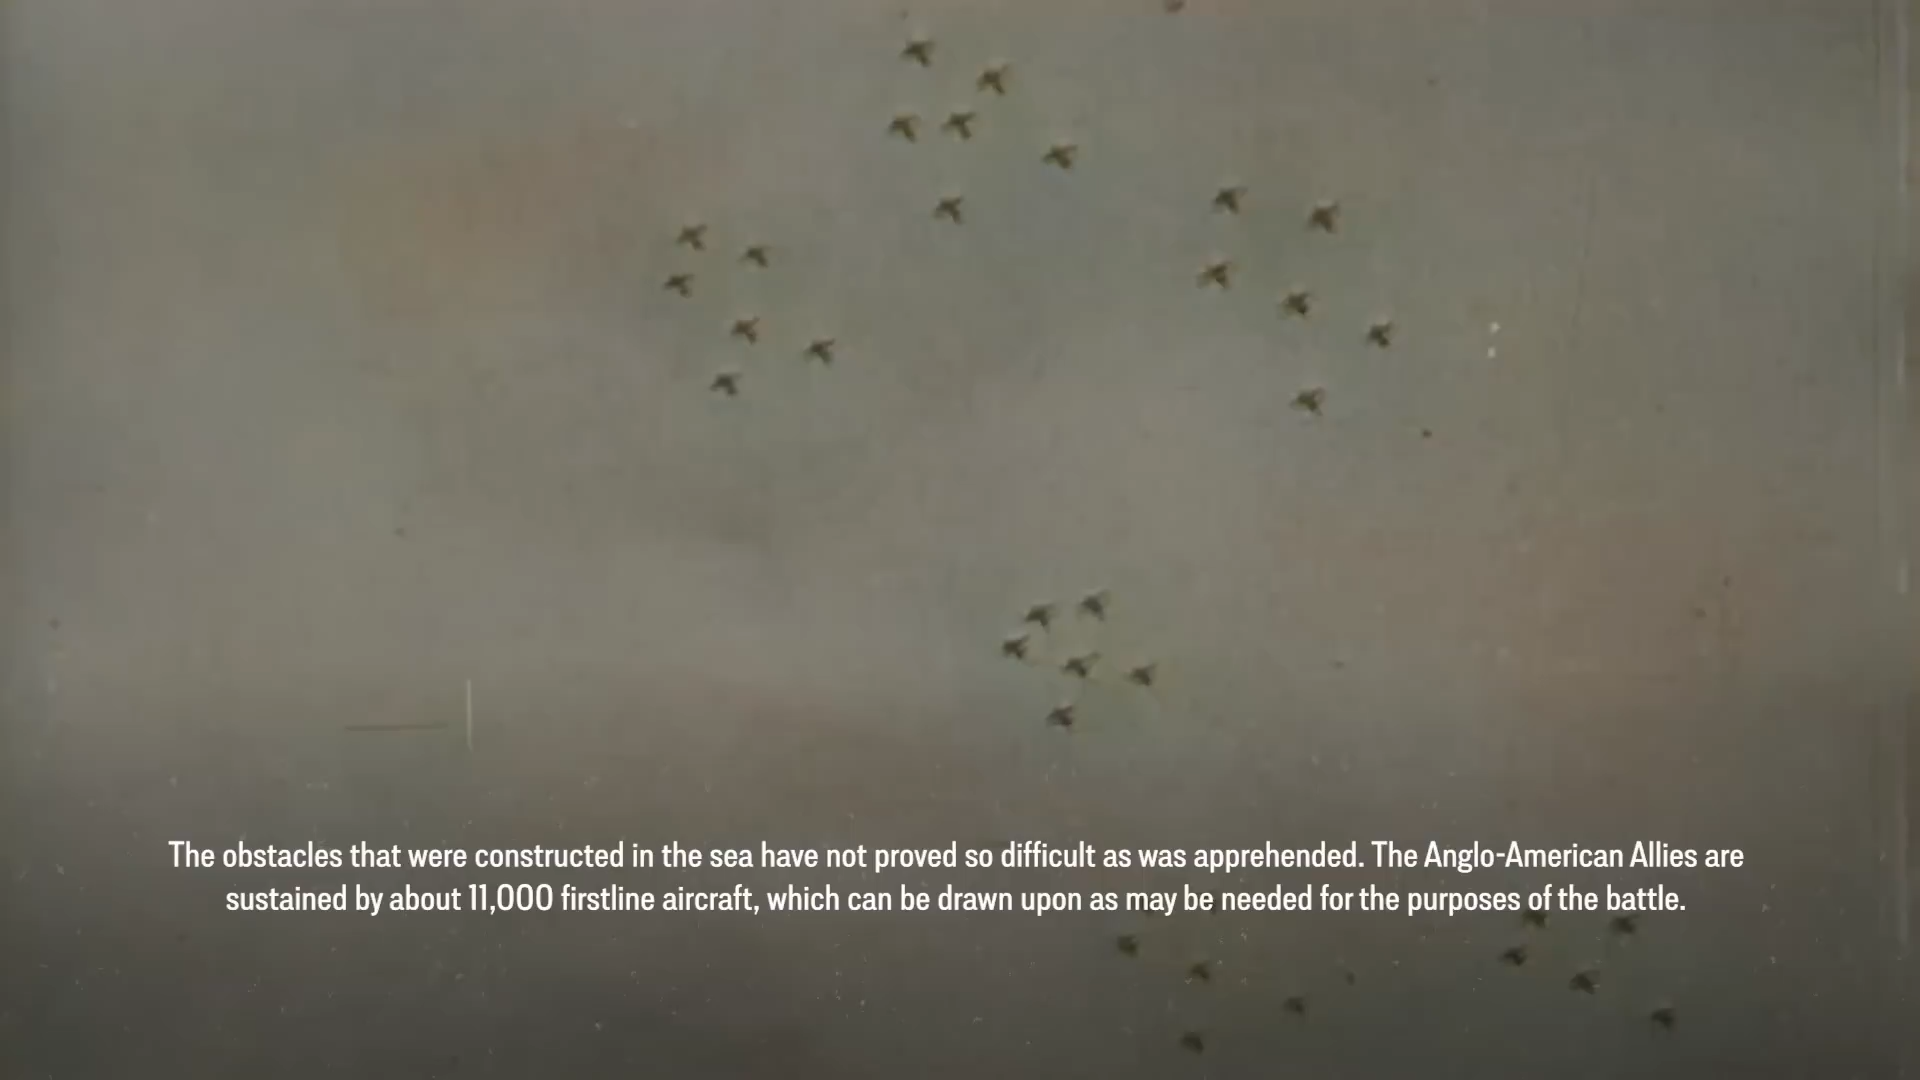 The obstacles that were constructed in the sea have not proved so difficult as was apprehended. The Anglo-American Allies are
sustained by about 11,000 firstline aircraft, which can be drawn upon as may be needed for the purposes of the battle.